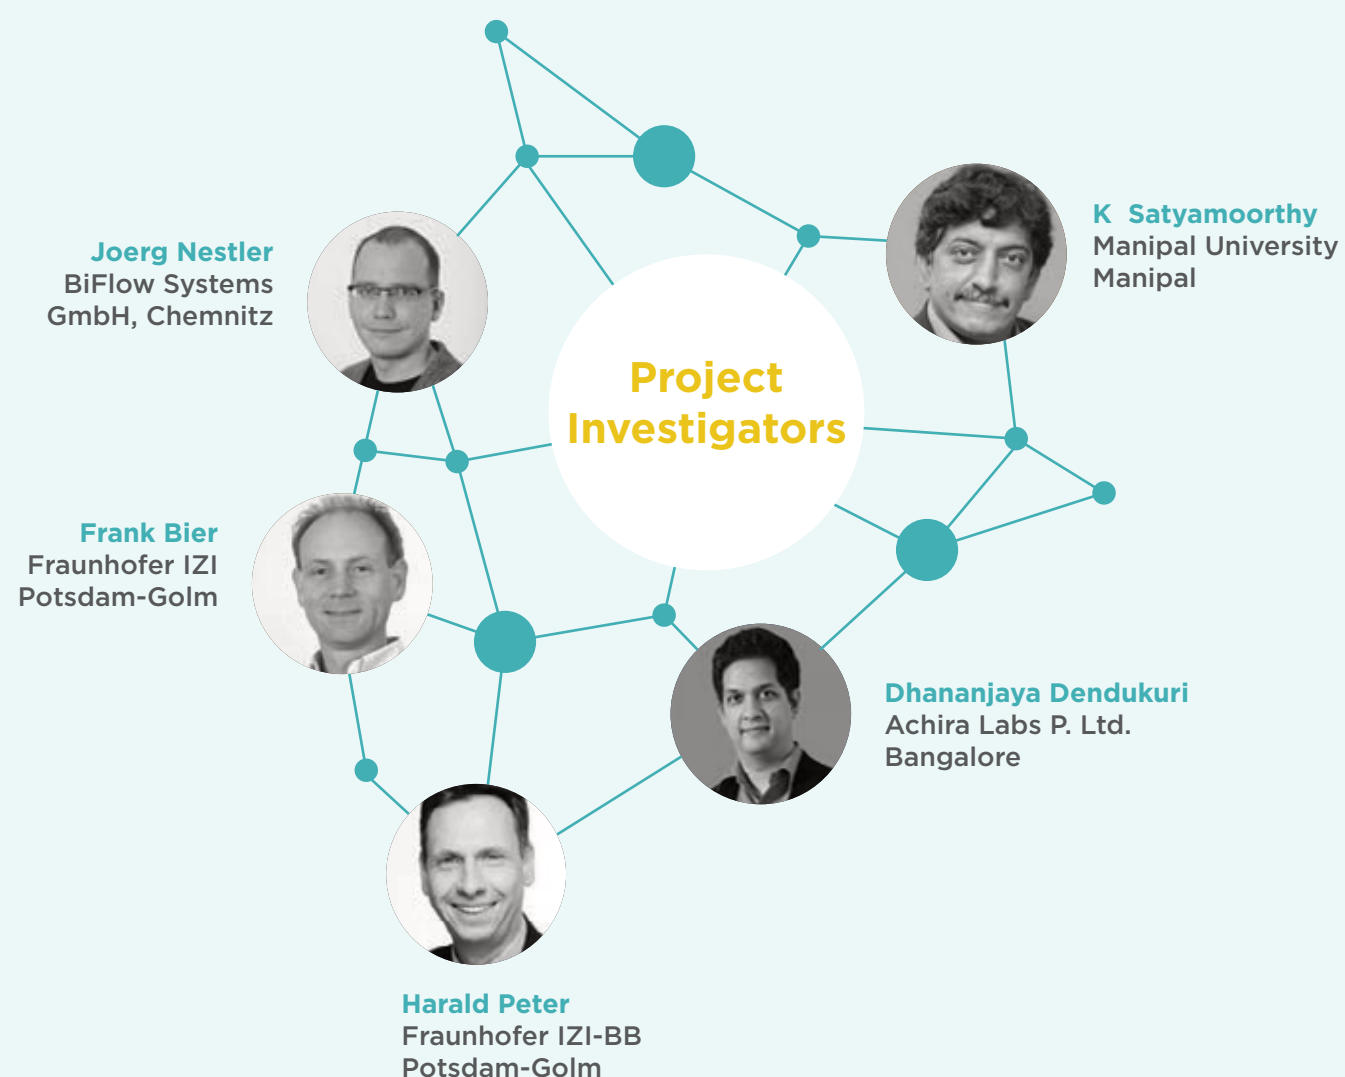 K Satyamoorthy
Manipal University
Manipal
Joerg Nestler
BiFlow Systems
GmbH, Chemnitz
Project
Investigators
Frank Bier
Fraunhofer IZI
Potsdam-Golm
Dhananjaya Dendukuri
Achira Labs P. Ltd.
Bangalore
Harald Peter
Fraunhofer IZI-BB
Potsdam-Golm